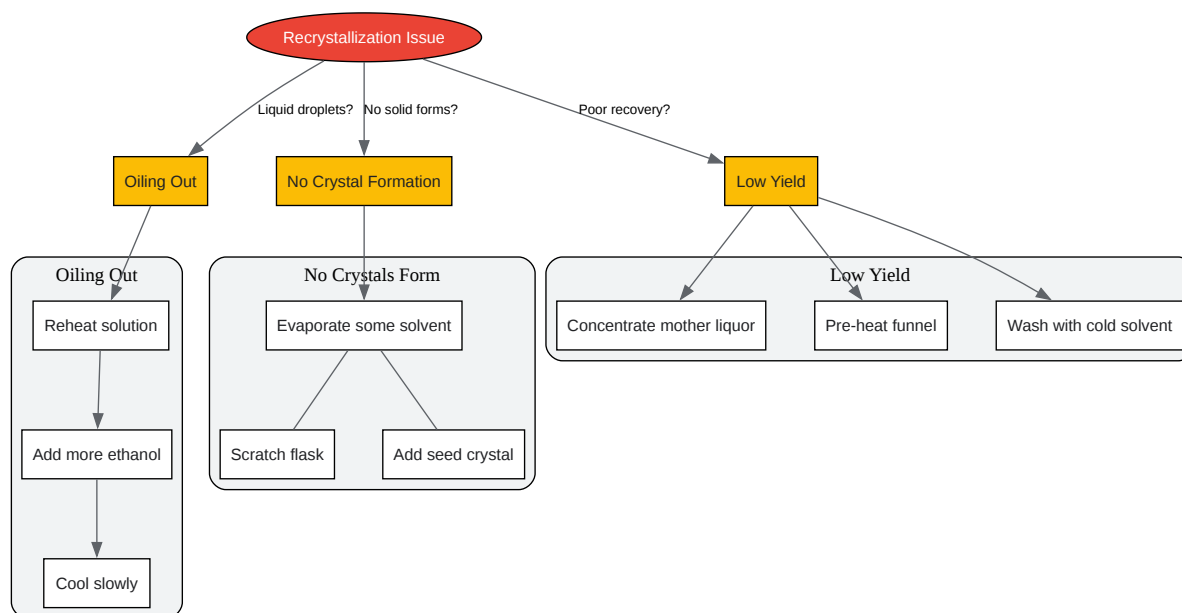 Recrystallization Issue
Liquid droplets?
No solid forms?
Poor recovery?
Oiling Out
No Crystal Formation
Low Yield
Oiling Out
No Crystals Form
Low Yield
Reheat solution
Evaporate some solvent
Concentrate mother liquor
Pre-heat funnel
Wash with cold solvent
Add more ethanol
Scratch flask
Add seed crystal
Cool slowly